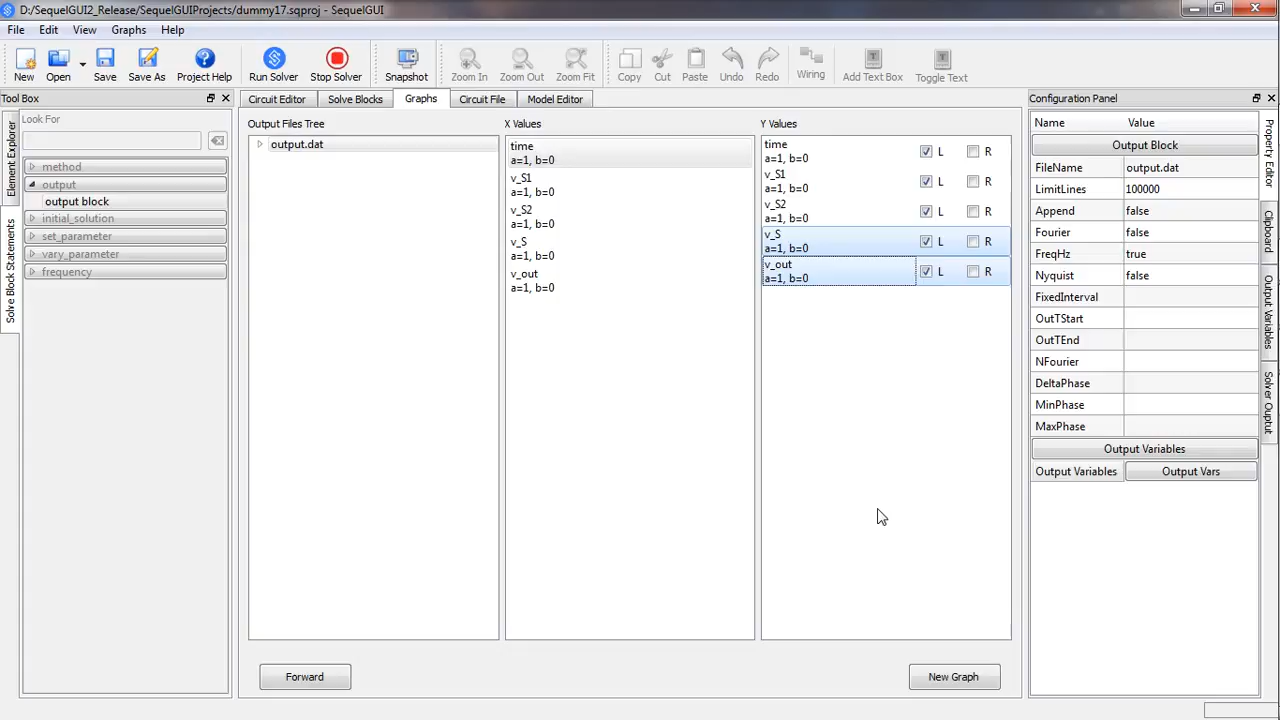 D:/SequelGUI2_Release/SequelGUIProjects/dummy17.sqproj - SequelGUI
File Edit View Graphs Help
New Open Save Save As Project Help Run Solver Stop Solver Snapshot Zoom In Zoom Out Zoom Fit Copy Cut Paste Undo Redo Wiring Add Text Box Toggle Text
Tool Box
Circuit Editor Solve Blocks Graphs Circuit File Model Editor
Configuration Panel
Element Explorer
Solve Block Statements
Look For
method
output
output block
initial_solution
set_parameter
vary_parameter
frequency
Output Files Tree
output.dat
X Values
time
a=1, b=0
v_S1
a=1, b=0
v_S2
a=1, b=0
v_S
a=1, b=0
v_out
a=1, b=0
Y Values
time
a=1, b=0
L R
v_S1
a=1, b=0
L R
v_S2
a=1, b=0
L R
v_S
a=1, b=0
L R
v_out
a=1, b=0
L R
Forward
New Graph
Name Value
Output Block
FileName output.dat
LimitLines 100000
Append false
Fourier false
FreqHz true
Nyquist false
FixedInterval
OutTStart
OutTEnd
NFourier
DeltaPhase
MinPhase
MaxPhase
Output Variables
Output Variables Output Vars
Property Editor
Clipboard
Output Variables
Solver Ouptut